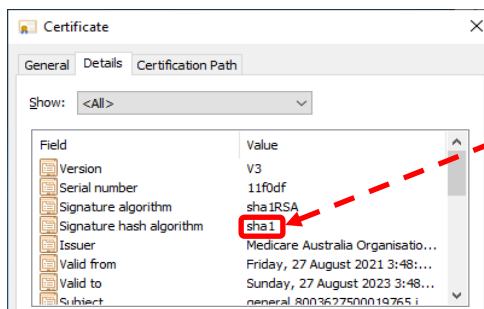 Certificate
General Details Certification Path
Show: <All>
Field Value
Version V3
Serial number 11f0df
Signature algorithm sha1RSA
Signature hash algorithm sha1
Issuer Medicare Australia Organisatio...
Valid from Friday, 27 August 2021 3:48:...
Valid to Sunday, 27 August 2023 3:48...
Subject general.8003627500019765.i